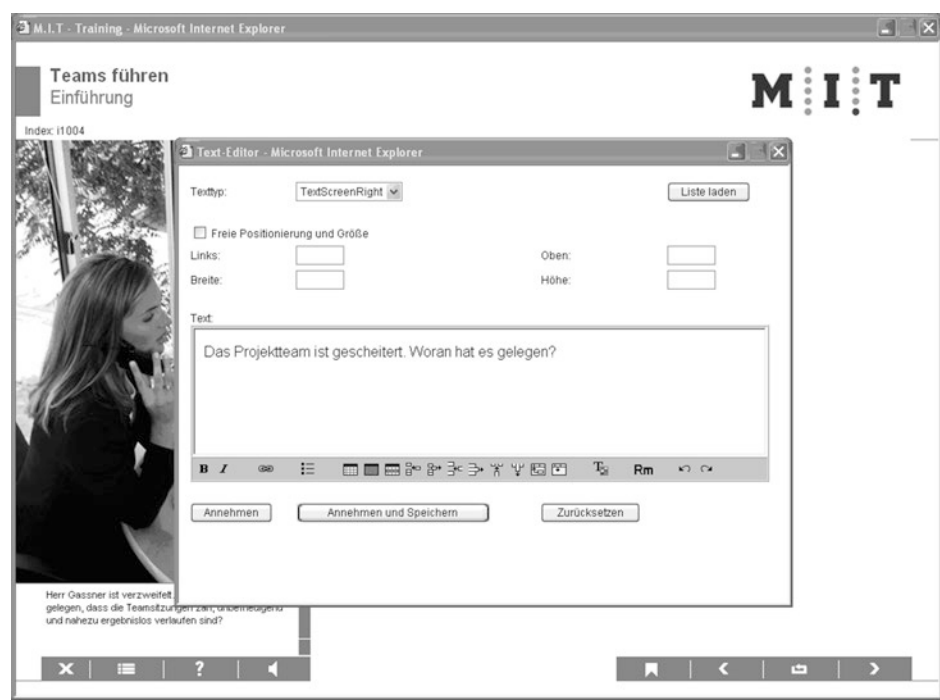 M.I.T - Training - Microsoft Internet Explorer
Teams führen
Einführung
M I T
Index: i1004
Text-Editor - Microsoft Internet Explorer
Texttyp: TextScreenRight Liste laden
Freie Positionierung und Größe
Links: Oben:
Breite: Höhe:
Text:
Das Projektteam ist gescheitert. Woran hat es gelegen?
B I Rm
Annehmen Annehmen und Speichern Zurücksetzen
Herr Gassner ist verzweifelt.
gelegen, dass die Teamsitzungen zäh, unbefriedigend
und nahezu ergebnislos verlaufen sind?